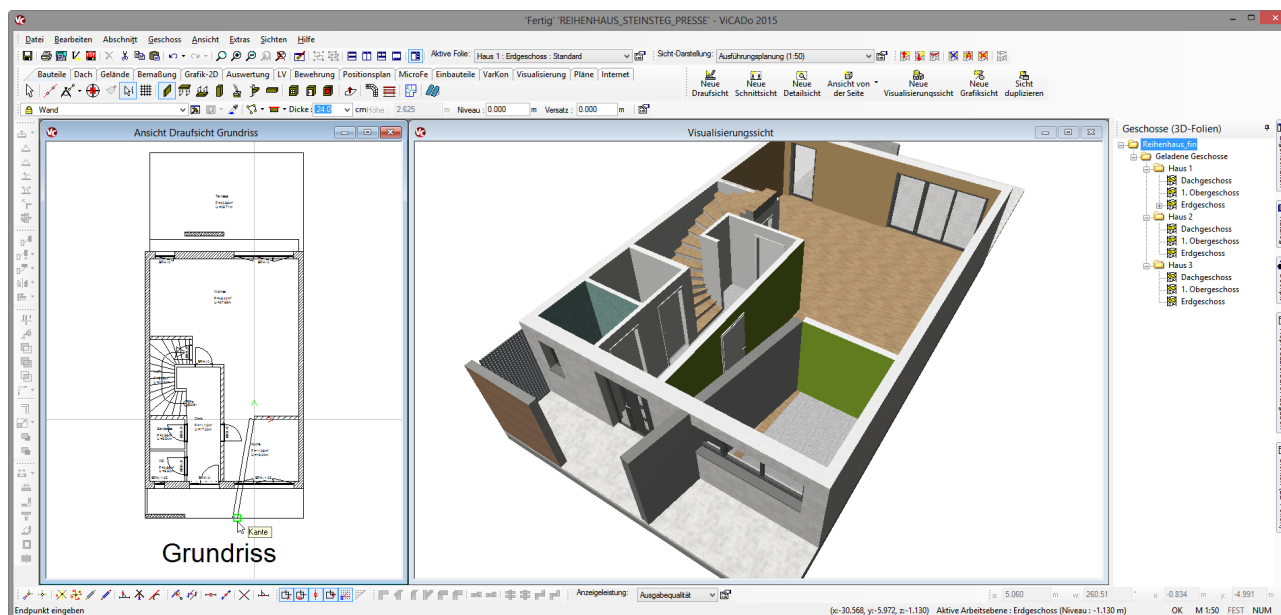 'Fertig' 'REIHENHAUS_STEINSTEG_PRESSE' - ViCADo 2015
Datei Bearbeiten Abschnitt Geschoss Ansicht Extras Sichten Hilfe
Aktive Folie: Haus 1 : Erdgeschoss : Standard Sicht-Darstellung: Ausführungsplanung (1:50)
Bauteile Dach Gelände Bemaßung Grafik-2D Auswertung LV Bewehrung Positionsplan MicroFe Einbauteile VarKon Visualisierung Pläne Internet
Neue Draufsicht
Neue Schnittsicht
Neue Detailsicht
Ansicht von der Seite
Neue Visualisierungssicht
Neue Grafiksicht
Sicht duplizieren
Wand Dicke: 24.0 cm Höhe: 2.625 m Niveau: 0.000 m Versatz: 0.000 m
Ansicht Draufsicht Grundriss
Visualisierungssicht
Geschosse (3D-Folien)
Reihenhaus_fin
Geladene Geschosse
Haus 1
Dachgeschoss
1. Obergeschoss
Erdgeschoss
Haus 2
Dachgeschoss
1. Obergeschoss
Erdgeschoss
Haus 3
Dachgeschoss
1. Obergeschoss
Erdgeschoss
Terrasse
Kante
Grundriss
Anzeigeleistung: Ausgabequalität
a: 5.060 m w: 260.51 ° x: -0.834 m y: -4.991 m
Endpunkt eingeben
(x:-30.568, y:-5.972, z:-1.130) Aktive Arbeitsebene : Erdgeschoss (Niveau : -1.130 m) OK M 1:50 FEST NUM